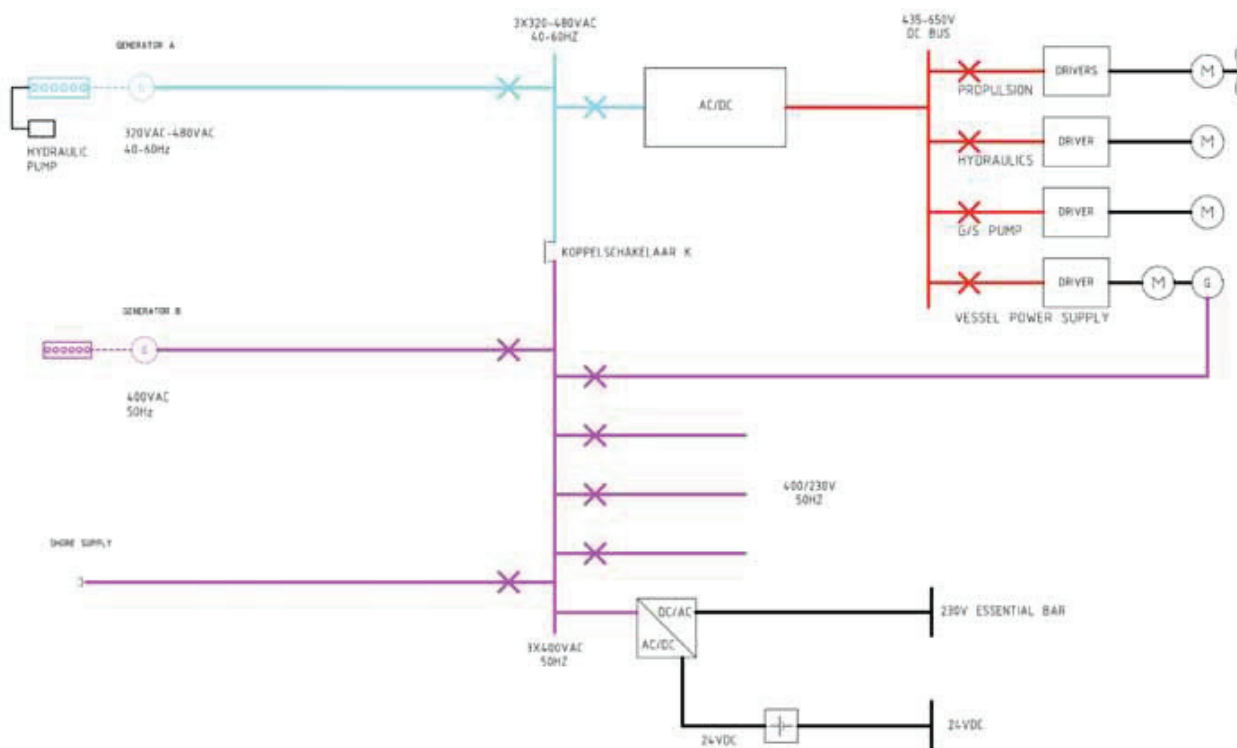 GENERATOR A
HYDRAULIC
PUMP
320VAC-480VAC
40-60Hz
3X320-480VAC
40-60HZ
AC/DC
435-650V
DC BUS
DRIVERS
M
PROPULSION
DRIVER
M
HYDRAULICS
DRIVER
M
G/S PUMP
DRIVER
M
G
VESSEL POWER SUPPLY
KOPPELSCHAKELAAR K
GENERATOR B
G
400VAC
50Hz
400/230V
50HZ
SHORE SUPPLY
3X400VAC
50HZ
DC/AC
AC/DC
230V ESSENTIAL BAR
24VDC
24VDC